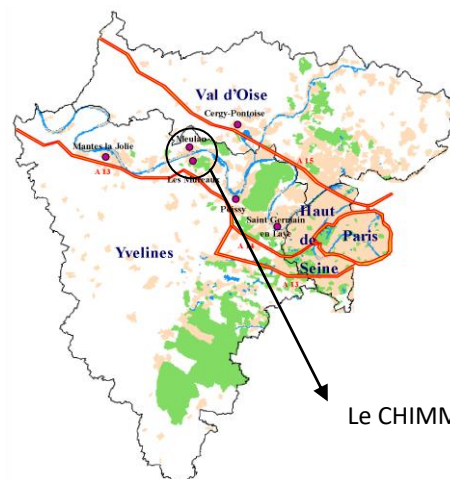 Val d'Oise
Cergy-Pontoise
Meulan
Mantes la Jolie
A 13
A 15
Les Mureaux
Poissy
Haut
Saint Germain
en Laye
de
Paris
Yvelines
Seine
A 13
Le CHIMM